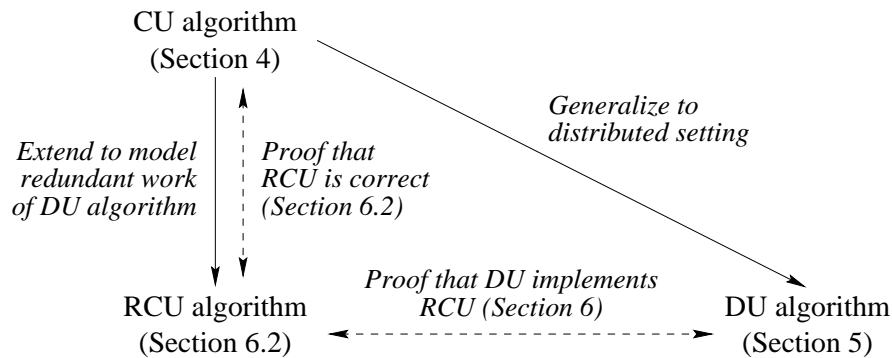 CU algorithm
(Section 4)
Generalize to
distributed setting
Extend to model
redundant work
of DU algorithm
Proof that
RCU is correct
(Section 6.2)
Proof that DU implements
RCU (Section 6)
RCU algorithm
(Section 6.2)
DU algorithm
(Section 5)